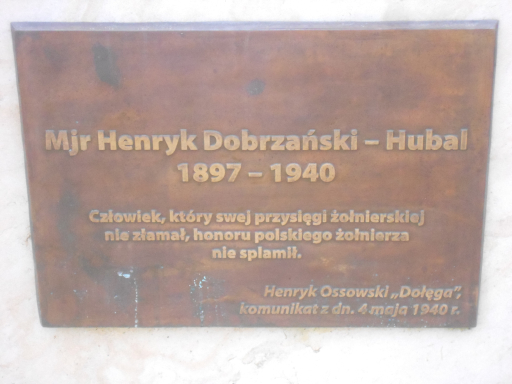 Mjr Henryk Dobrzański – Hubal
1897 – 1940
Człowiek, który swej przysięgi żołnierskiej
nie złamał, honoru polskiego żołnierza
nie splamił.
Henryk Ossowski „Dołęga”,
komunikat z dn. 4 maja 1940 r.